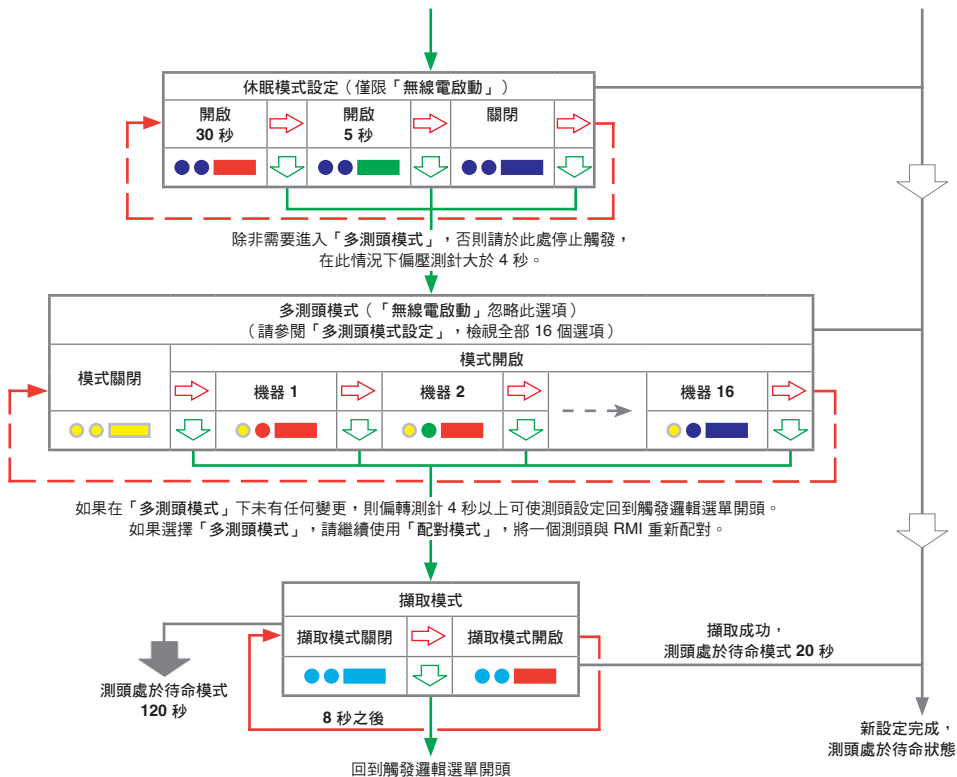 休眠模式設定（僅限「無線電啟動」）
開啟
30 秒
開啟
5 秒
關閉
除非需要進入「多測頭模式」，否則請於此處停止觸發，
在此情況下偏壓測針大於 4 秒。
多測頭模式（「無線電啟動」忽略此選項）
（請參閱「多測頭模式設定」，檢視全部 16 個選項）
模式關閉
模式開啟
機器 1
機器 2
機器 16
如果在「多測頭模式」下未有任何變更，則偏轉測針 4 秒以上可使測頭設定回到觸發邏輯選單開頭。
如果選擇「多測頭模式」，請繼續使用「配對模式」，將一個測頭與 RMI 重新配對。
擷取模式
擷取模式關閉
擷取模式開啟
擷取成功，
測頭處於待命模式 20 秒
測頭處於待命模式
120 秒
8 秒之後
新設定完成，
測頭處於待命狀態
回到觸發邏輯選單開頭